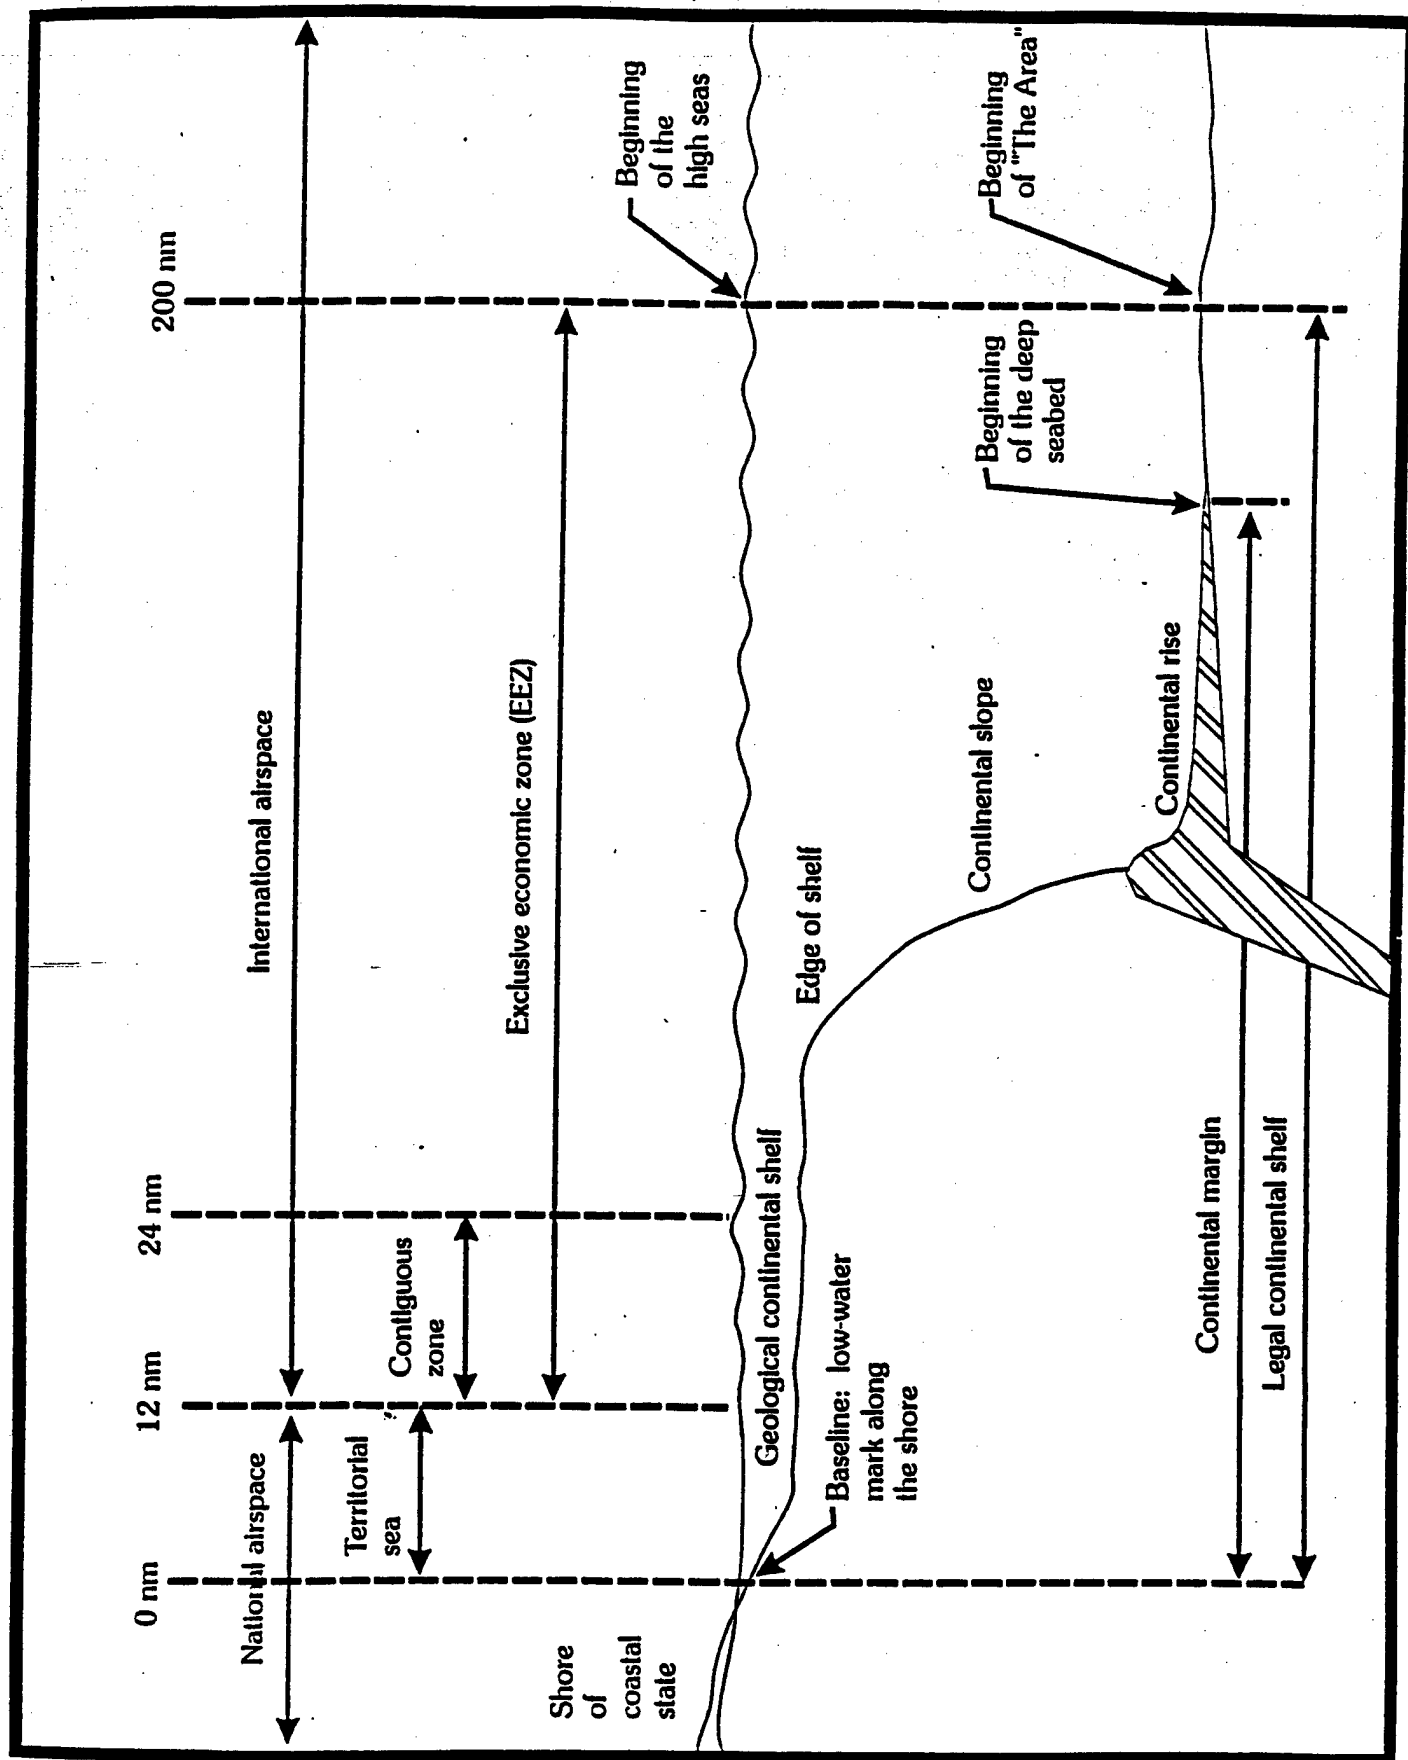 0 nm
12 nm
24 nm
200 nm
National airspace
International airspace
Territorial
sea
Contiguous
zone
Exclusive economic zone (EEZ)
Shore
of
coastal
state
Beginning
of the
high seas
Geological continental shelf
Edge of shelf
Baseline: low-water
mark along
the shore
Continental slope
Beginning
of the deep
seabed
Beginning
of "The Area"
Continental rise
Continental margin
Legal continental shelf